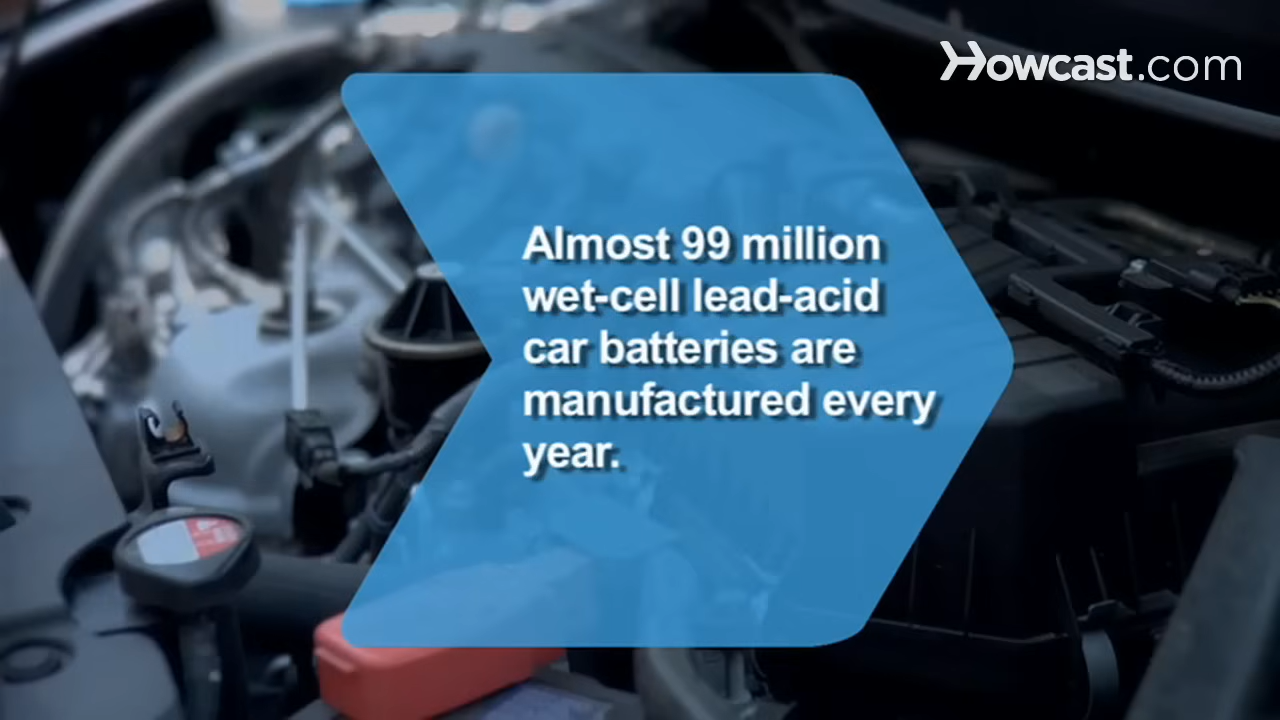 Howcast.com
Almost 99 million
wet-cell lead-acid
car batteries are
manufactured every
year.